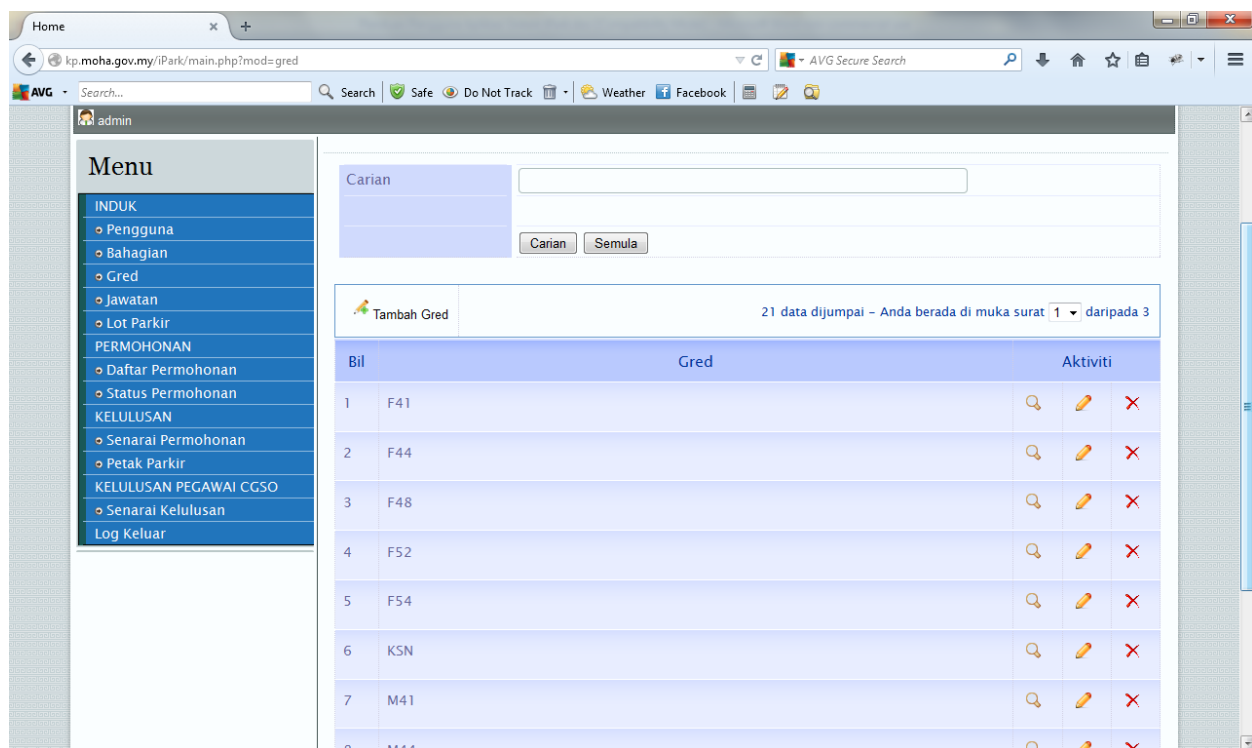 Home
kp.moha.gov.my/iPark/main.php?mod=gred
AVG Secure Search
AVG Search... Search Safe Do Not Track Weather Facebook
admin
Menu
INDUK
Pengguna
Bahagian
Gred
Jawatan
Lot Parkir
PERMOHONAN
Daftar Permohonan
Status Permohonan
KELULUSAN
Senarai Permohonan
Petak Parkir
KELULUSAN PEGAWAI CGSO
Senarai Kelulusan
Log Keluar
Carian
Carian Semula
Tambah Gred 21 data dijumpai – Anda berada di muka surat 1 daripada 3
Bil Gred Aktiviti
1 F41
2 F44
3 F48
4 F52
5 F54
6 KSN
7 M41